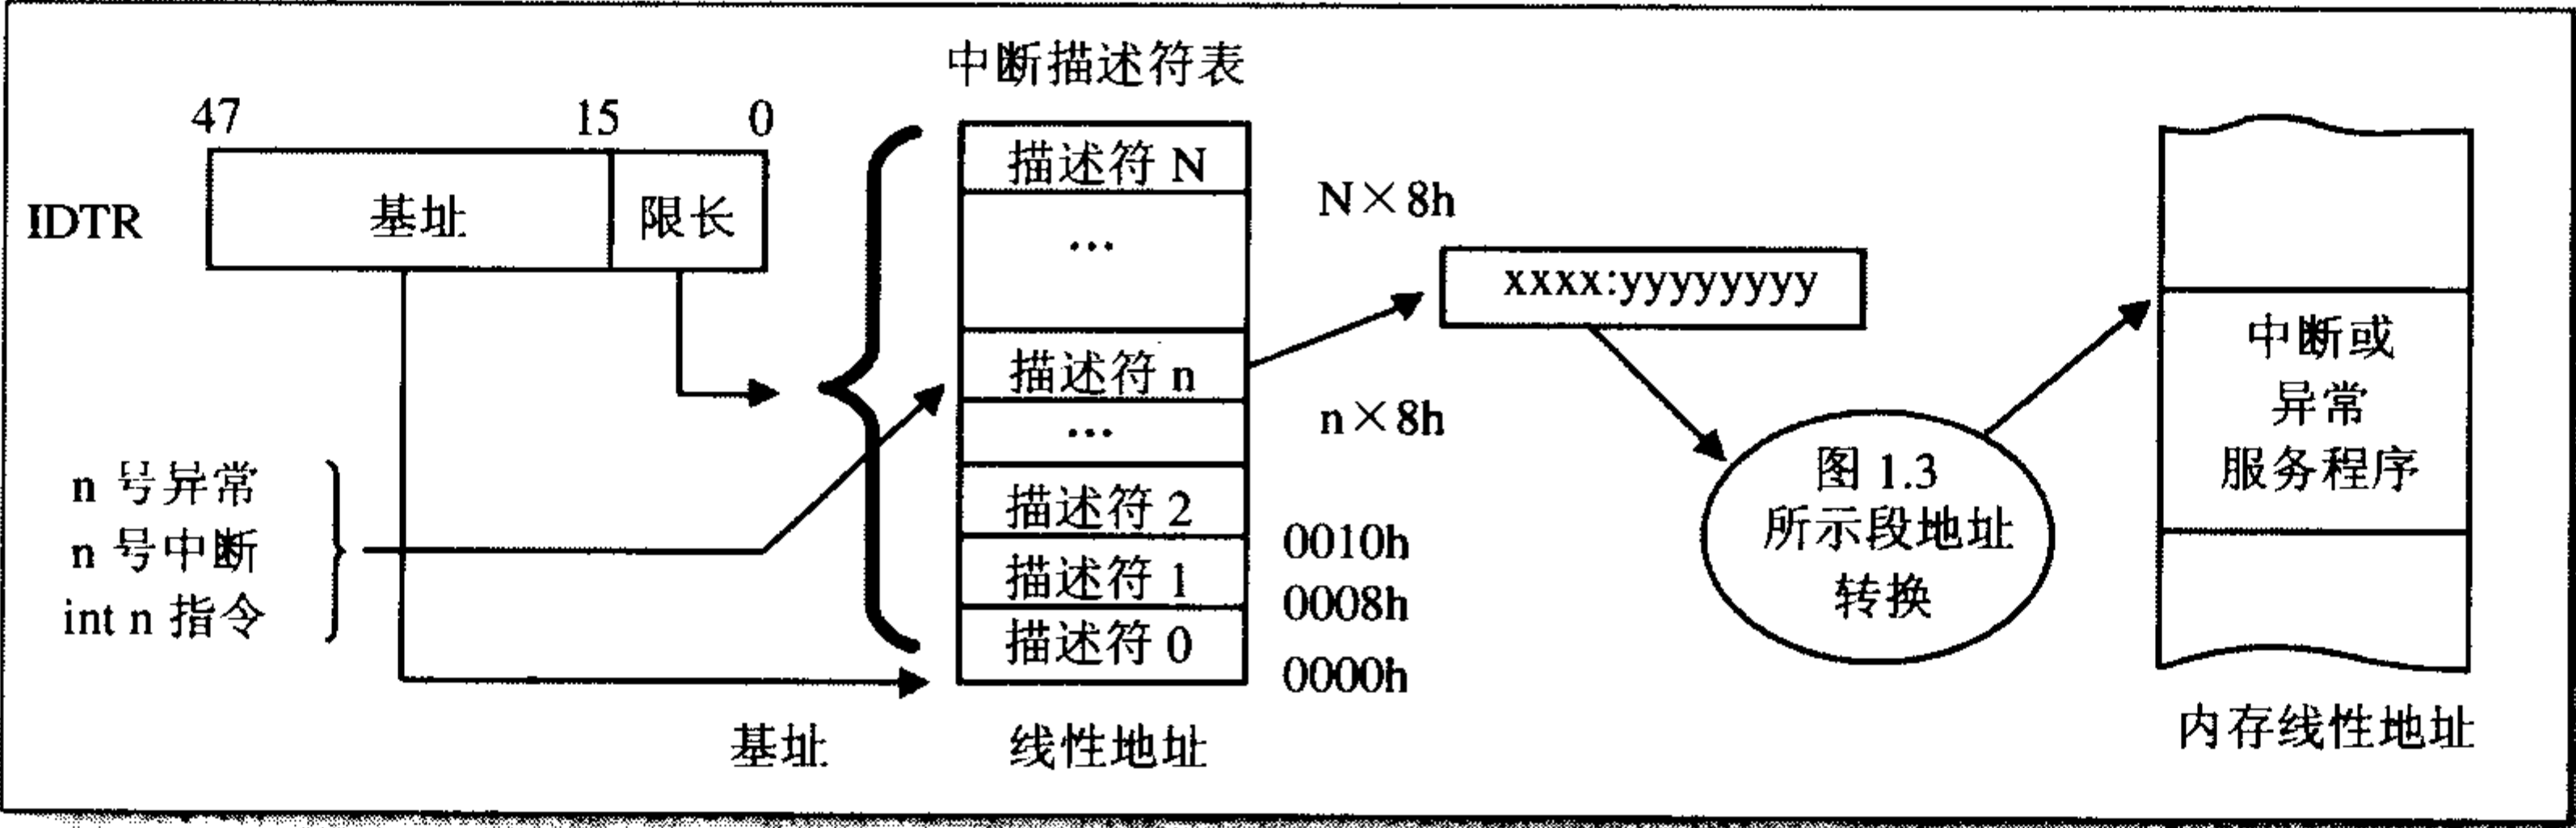 中断描述符表
47 15 0
IDTR
基址
限长
描述符 N
N×8h
...
xxxx:yyyyyyyy
描述符 n
n×8h
...
描述符 2
0010h
描述符 1
0008h
描述符 0
0000h
n 号异常
n 号中断
int n 指令
图 1.3
所示段地址
转换
中断或
异常
服务程序
基址
线性地址
内存线性地址